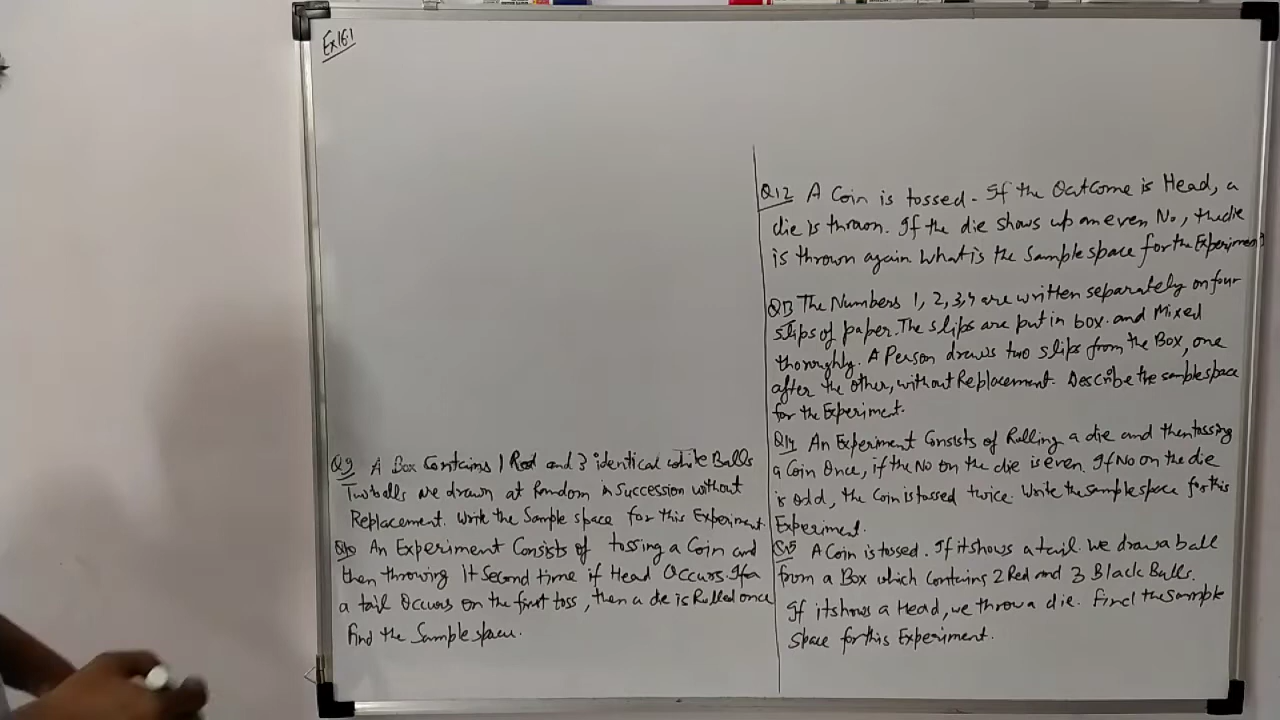 Ex16.1
Q9 A Box Contains 1 Red and 3 identical white Balls
Two balls are drawn at Random in Succession without
Replacement. Write the Sample space for this Experiment.
Q10 An Experiment Consists of tossing a Coin and
then throwing it Second time if Head Occurs. If a
a tail Occurs on the first toss, then a die is Rolled once
Find the Sample space.
Q12 A Coin is tossed. If the Outcome is Head, a
die is thrown. If the die shows up an even No, the die
is thrown again What is the Sample space for the Experiment?
Q13 The Numbers 1, 2, 3, 4 are written separately on four
slips of paper. The slips are put in box and Mixed
thoroughly. A Person draws two slips from the Box, one
after the other, without Replacement. Describe the sample space
for the Experiment.
Q14 An Experiment Consists of Rolling a die and then tossing
a Coin Once, if the No on the die is even. If No on the die
is odd, the Coin is tossed twice. Write the sample space for this
Experiment.
Q15 A Coin is tossed. If it shows a tail we draw a ball
from a Box which contains 2 Red and 3 Black Balls.
If it shows a Head, we throw a die. Find the Sample
Space for this Experiment.